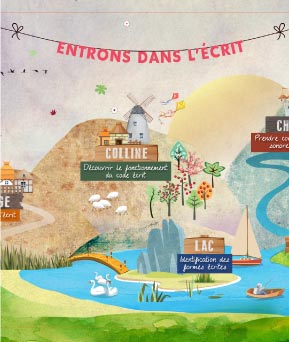 ENTRONS DANS L'ÉCRIT
CH
Prendre
sonore
COLLINE
Découvrir le fonctionnement
du code écrit
GE
écrit
LAC
Identification des
formes écrites